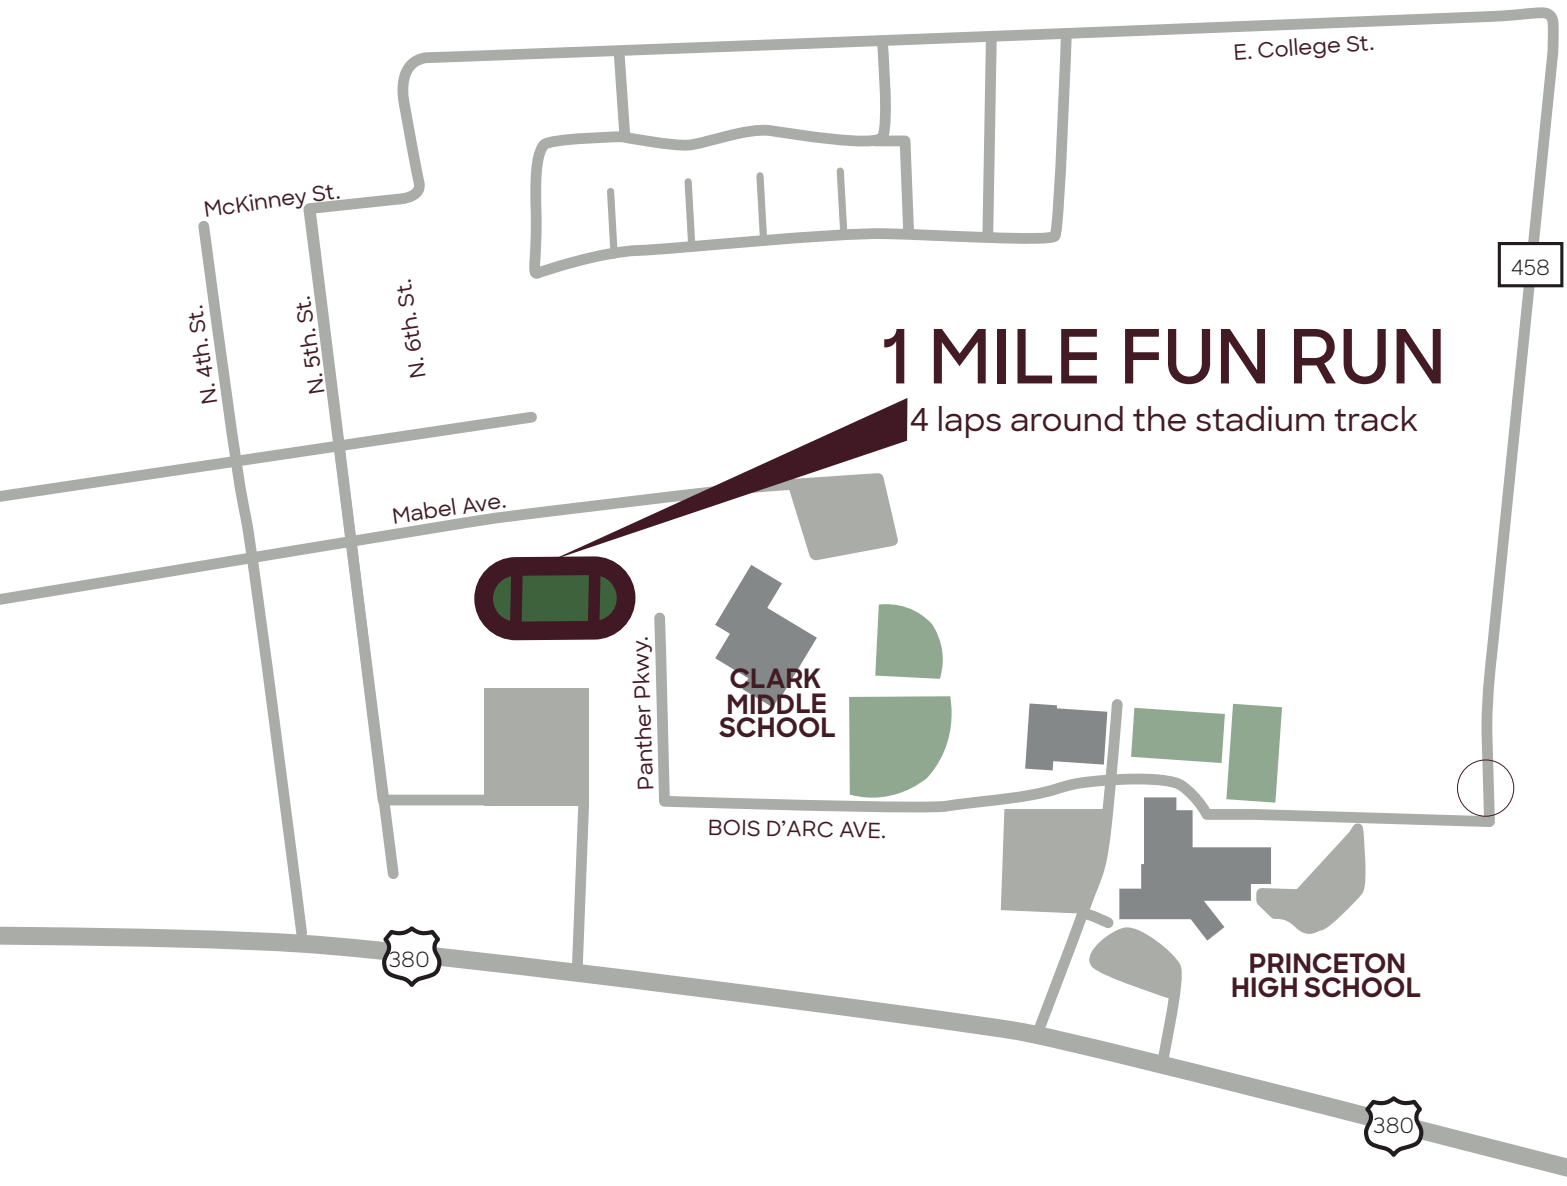 E. College St.
McKinney St.
458
N. 4th. St.
N. 5th. St.
N. 6th. St.
1 MILE FUN RUN
4 laps around the stadium track
Mabel Ave.
Panther Pkwy.
CLARK
MIDDLE
SCHOOL
BOIS D’ARC AVE.
380
PRINCETON
HIGH SCHOOL
380